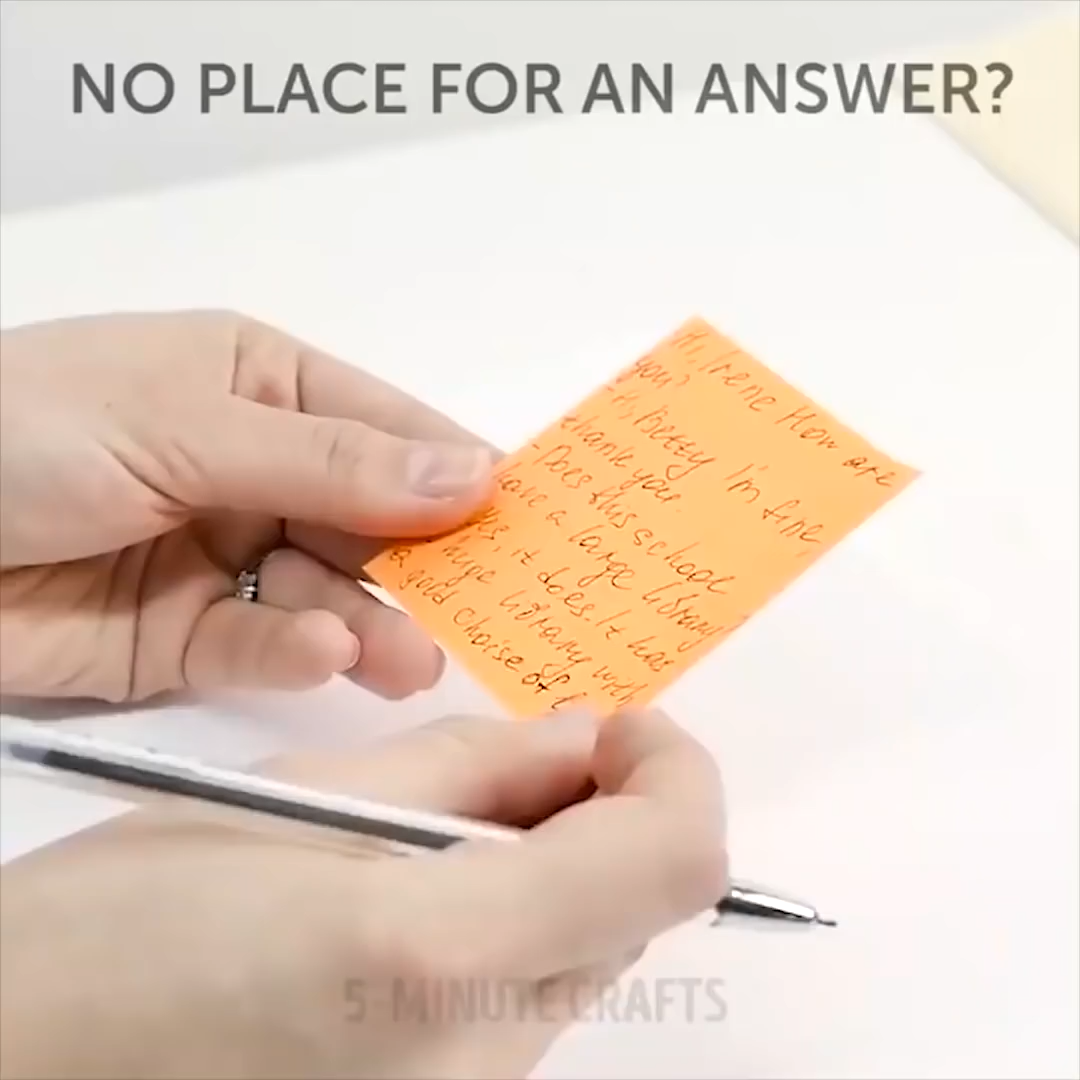 NO PLACE FOR AN ANSWER?
Hi, Irene How are
you?
-Hi, Betty I'm fine,
thank you.
-Does this school
have a large library?
Yes, it does. It has
a huge library with
a good choise of
5-MINUTE CRAFTS